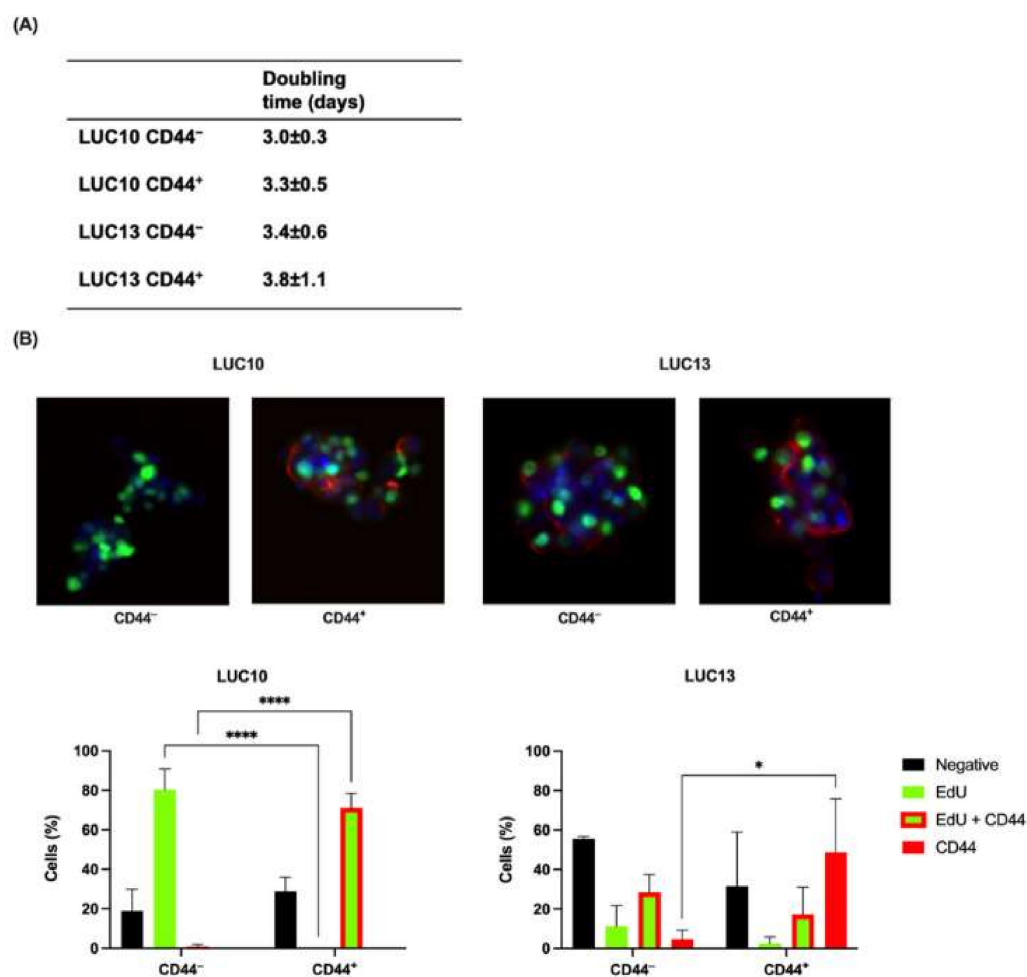 (A)
Doubling
time (days)
LUC10 CD44⁻ 3.0±0.3
LUC10 CD44⁺ 3.3±0.5
LUC13 CD44⁻ 3.4±0.6
LUC13 CD44⁺ 3.8±1.1
(B)
LUC10 LUC13
CD44⁻ CD44⁺ CD44⁻ CD44⁺
LUC10
****
****
100
80
60
40
20
0
Cells (%)
CD44⁻ CD44⁺
LUC13
*
100
80
60
40
20
0
Cells (%)
CD44⁻ CD44⁺
Negative
EdU
EdU + CD44
CD44